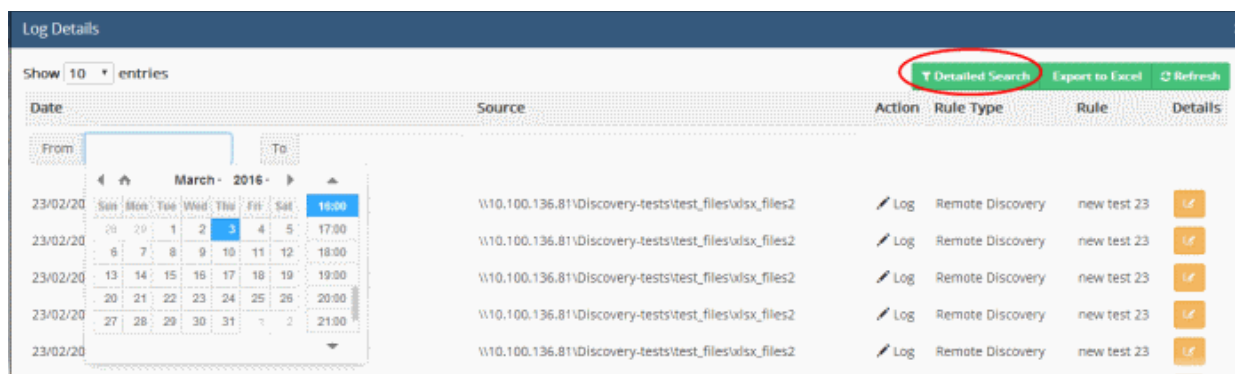 Log Details
Show 10 entries
Detailed Search Export to Excel Refresh
Date Source Action Rule Type Rule Details
From To
March 2016
Sun Mon Tue Wed Thu Fri Sat 16:00
28 29 1 2 3 4 5 17:00
6 7 8 9 10 11 12 18:00
13 14 15 16 17 18 19 19:00
20 21 22 23 24 25 26 20:00
27 28 29 30 31 1 2 21:00
23/02/20 \\10.100.136.81\Discovery-tests\test_files\xlsx_files2 Log Remote Discovery new test 23
23/02/20 \\10.100.136.81\Discovery-tests\test_files\xlsx_files2 Log Remote Discovery new test 23
23/02/20 \\10.100.136.81\Discovery-tests\test_files\xlsx_files2 Log Remote Discovery new test 23
23/02/20 \\10.100.136.81\Discovery-tests\test_files\xlsx_files2 Log Remote Discovery new test 23
23/02/20 \\10.100.136.81\Discovery-tests\test_files\xlsx_files2 Log Remote Discovery new test 23